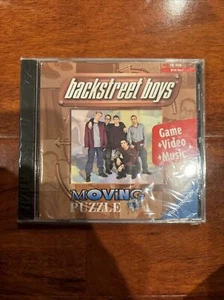 backstreet boys
Game
+Video
+Music
MOViNG
PUZZLE